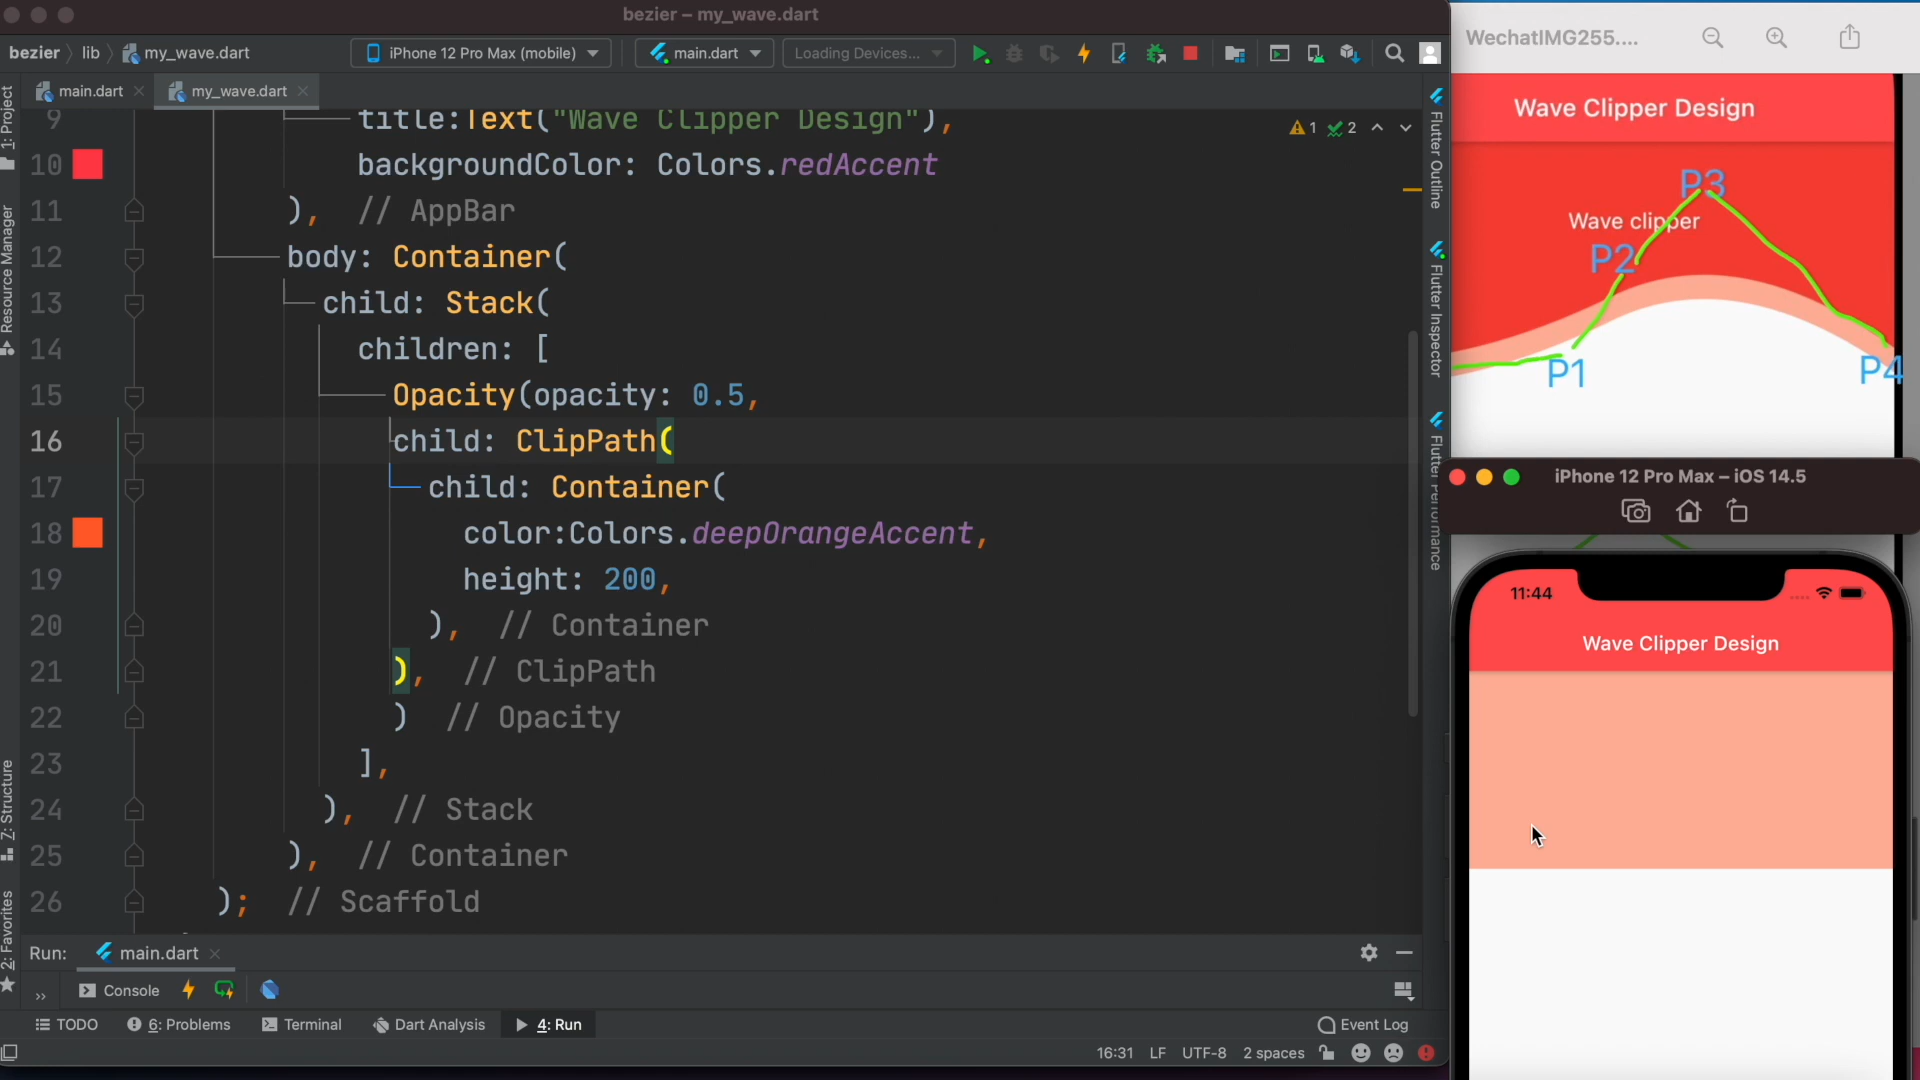 bezier – my_wave.dart
bezier lib my_wave.dart
iPhone 12 Pro Max (mobile) main.dart Loading Devices...
main.dart my_wave.dart
1: Project
Resource Manager
Z: Structure
2: Favorites
9 title:Text("Wave Clipper Design"),
10 backgroundColor: Colors.redAccent
11 ), // AppBar
12 body: Container(
13 child: Stack(
14 children: [
15 Opacity(opacity: 0.5,
16 child: ClipPath(
17 child: Container(
18 color:Colors.deepOrangeAccent,
19 height: 200,
20 ), // Container
21 ), // ClipPath
22 ) // Opacity
23 ],
24 ), // Stack
25 ), // Container
26 ); // Scaffold
1 2
Flutter Outline
Flutter Inspector
Flutter Performance
Run: main.dart
Console
TODO 6: Problems Terminal Dart Analysis 4: Run Event Log
16:31 LF UTF-8 2 spaces
WechatIMG255....
Wave Clipper Design
P3
Wave clipper
P2
P1
P4
iPhone 12 Pro Max – iOS 14.5
11:44
Wave Clipper Design